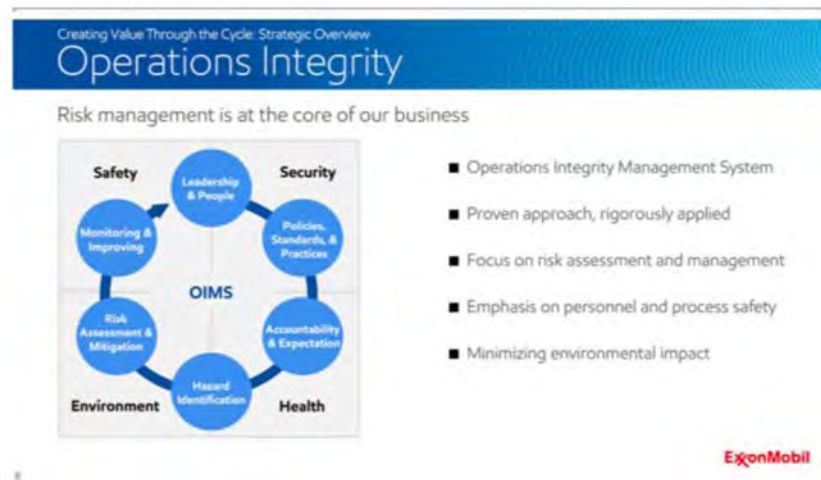 Creating Value Through the Cycle: Strategic Overview
Operations Integrity
Risk management is at the core of our business
Safety
Security
Leadership
& People
Policies,
Standards, &
Practices
Accountability
& Expectation
Hazard
Identification
Risk
Assessment &
Mitigation
Monitoring &
Improving
OIMS
Environment
Health
■ Operations Integrity Management System
■ Proven approach, rigorously applied
■ Focus on risk assessment and management
■ Emphasis on personnel and process safety
■ Minimizing environmental impact
ExxonMobil